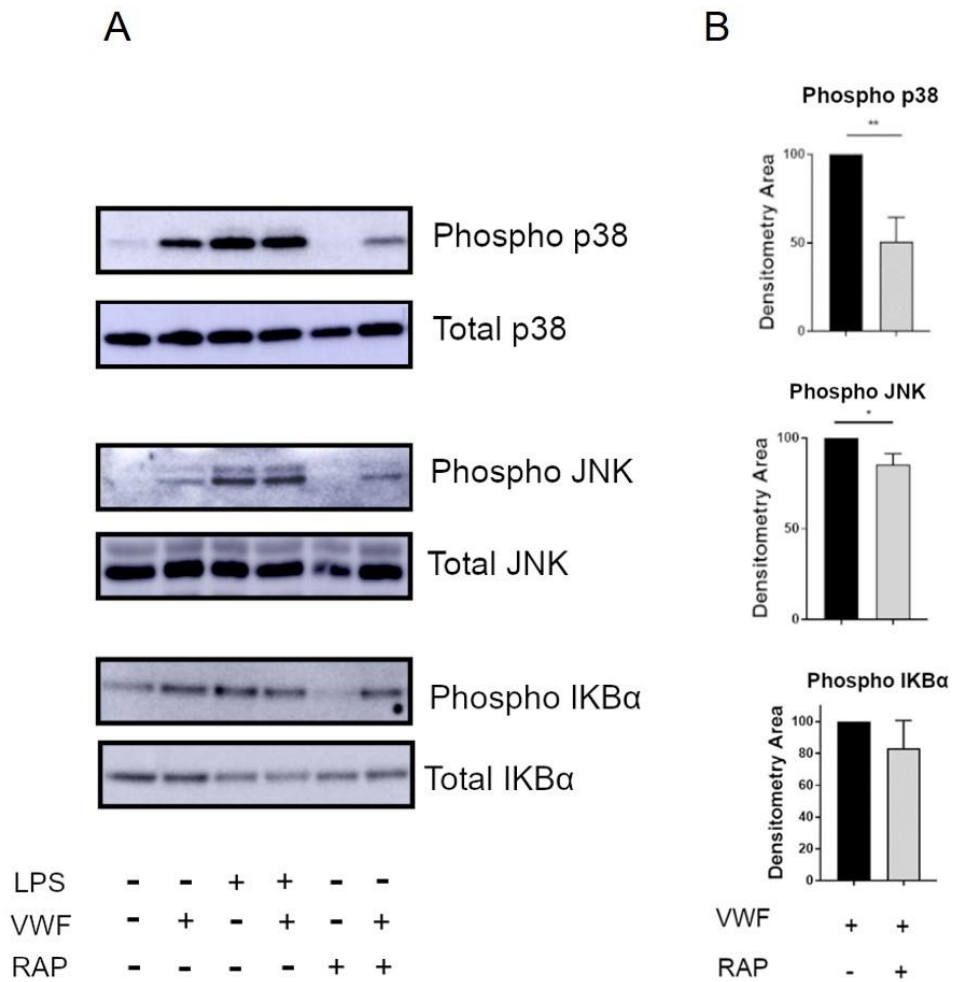 A
B
Phospho p38
Total p38
Phospho JNK
Total JNK
Phospho IKBα
Total IKBα
LPS - - + + - -
VWF - + - + - +
RAP - - - - + +
Phospho p38
**
Densitometry Area
100
50
0
Phospho JNK
*
Densitometry Area
100
50
0
Phospho IKBα
Densitometry Area
100
80
60
40
20
0
VWF + +
RAP - +